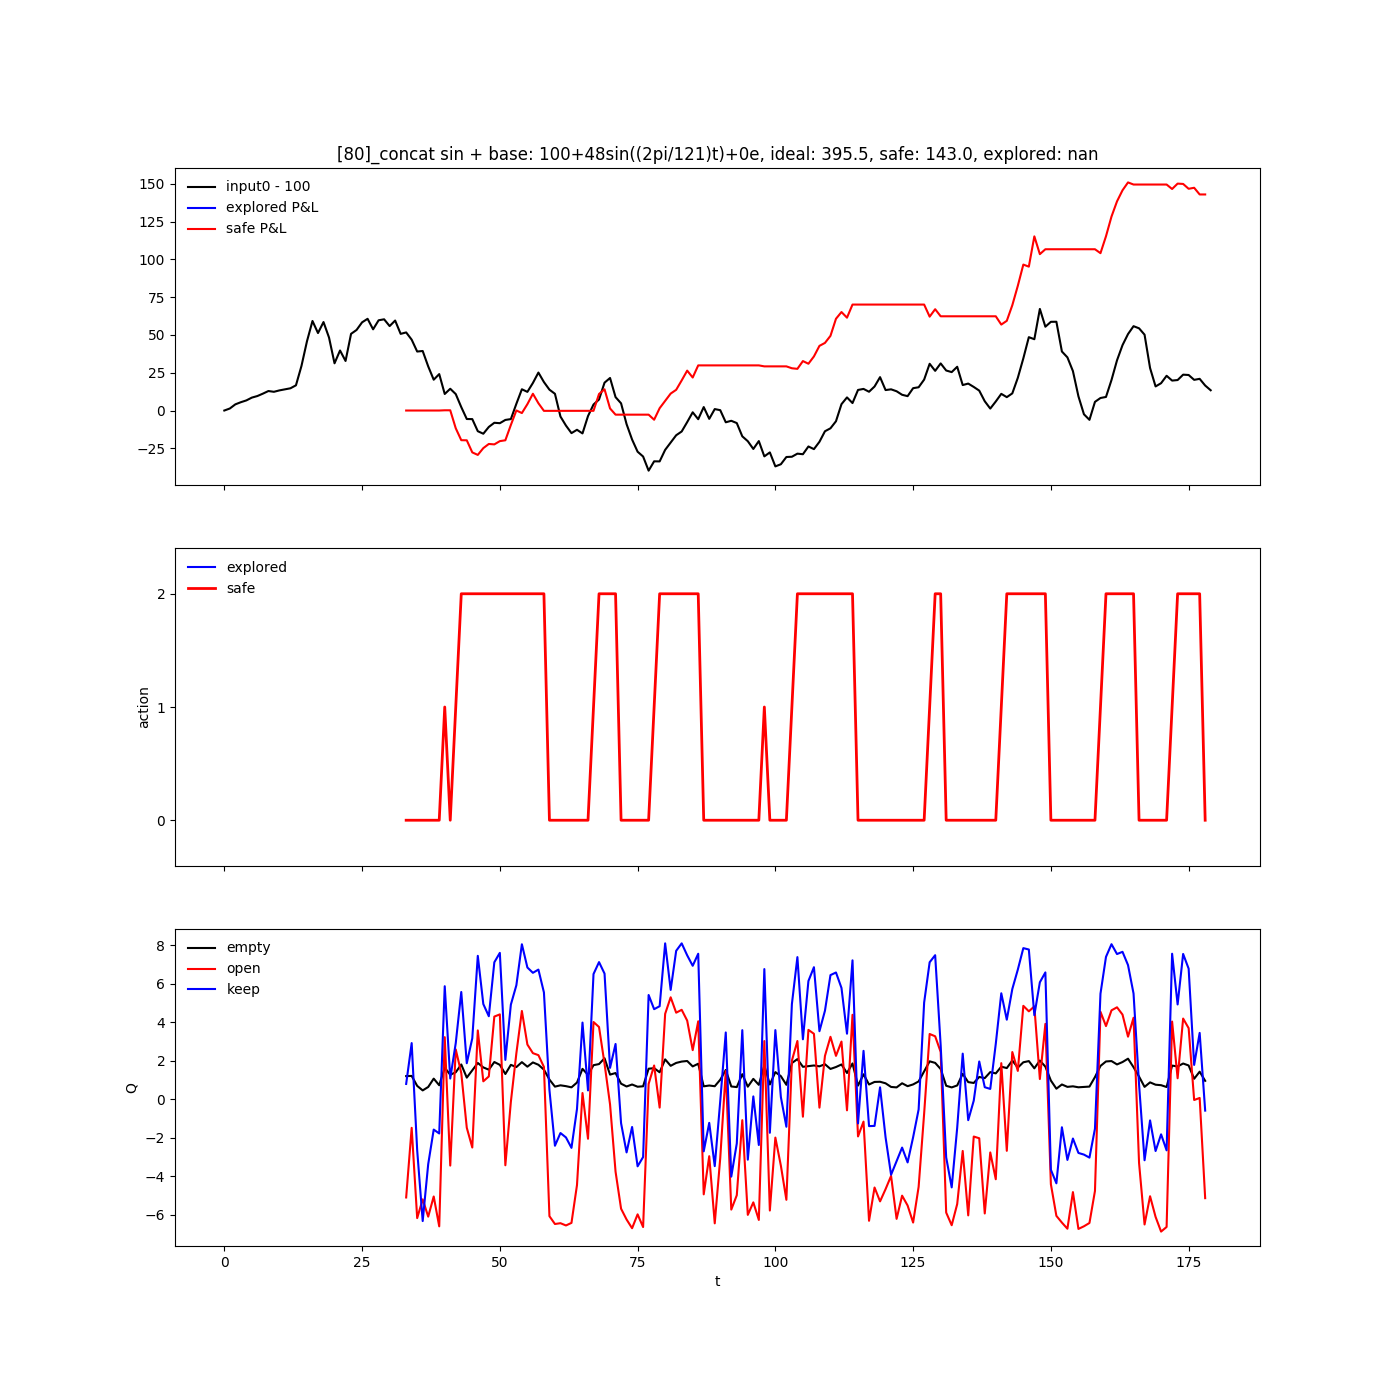 [80]_concat sin + base: 100+48sin((2pi/121)t)+0e, ideal: 395.5, safe: 143.0, explored: nan
input0 - 100
explored P&L
safe P&L
150
125
100
75
50
25
0
−25
explored
safe
2
1
0
action
empty
open
keep
8
6
4
2
0
−2
−4
−6
Q
0 25 50 75 100 125 150 175
t